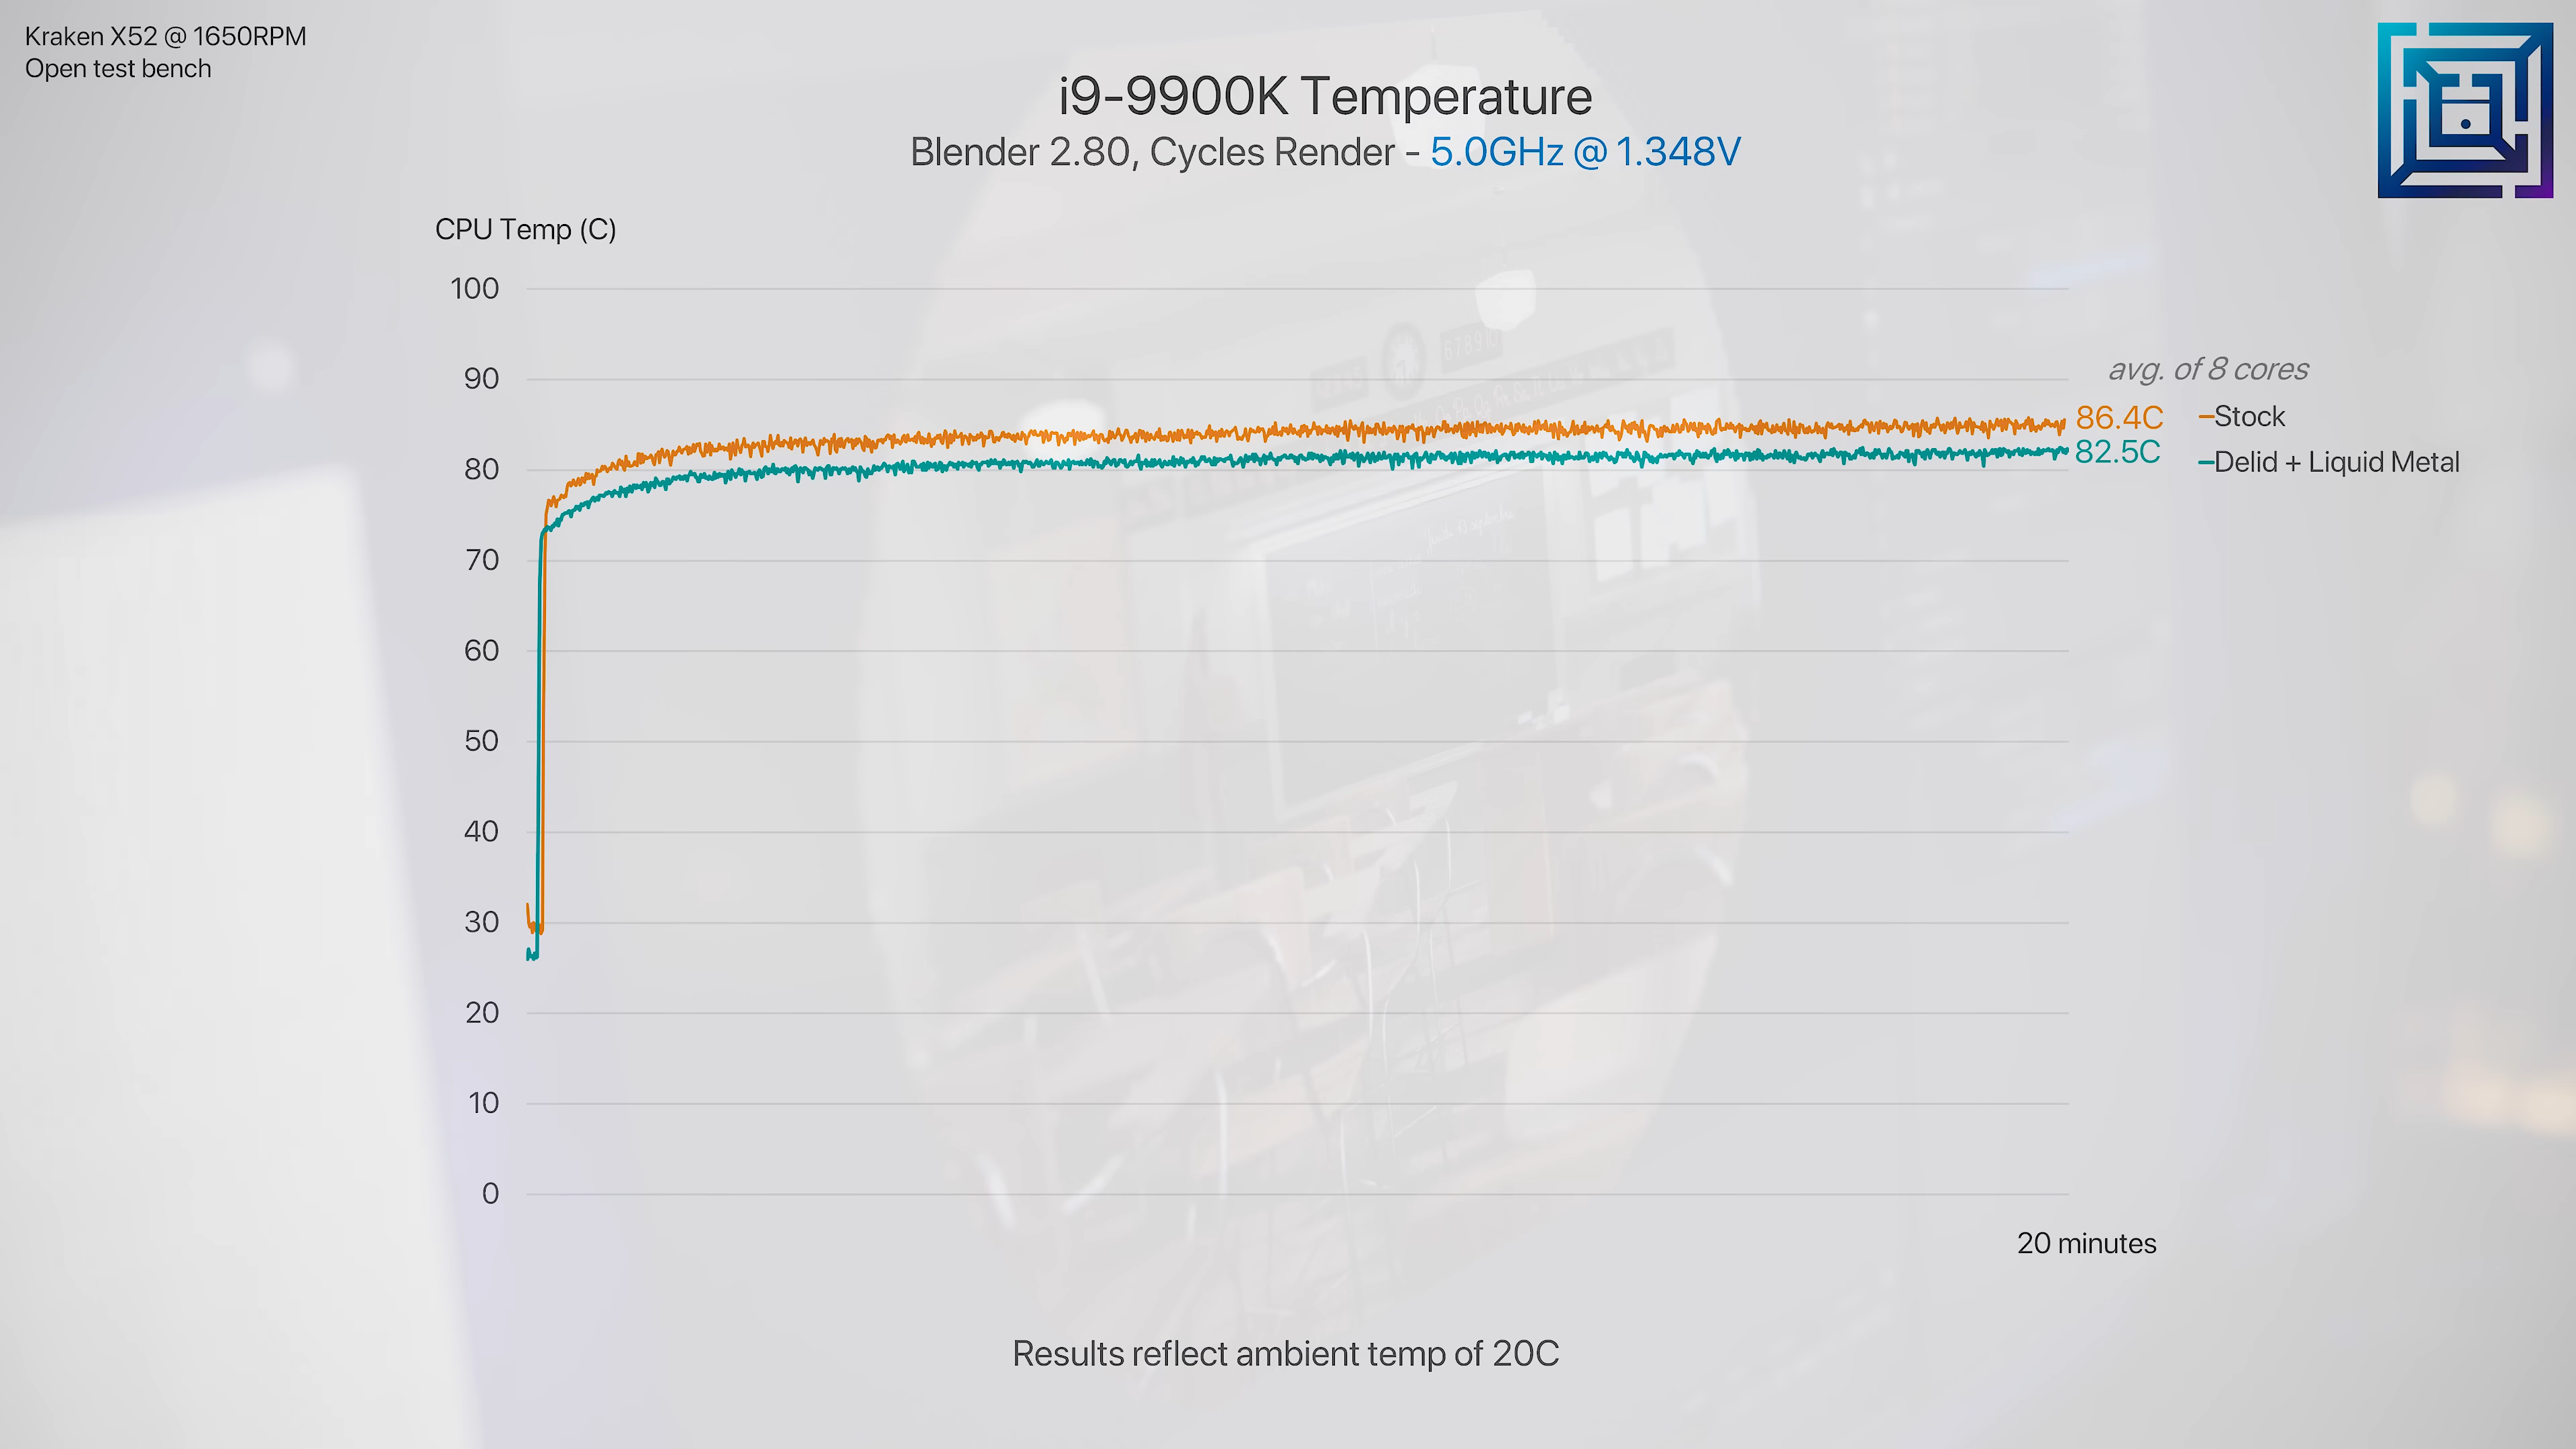 Kraken X52 @ 1650RPM
Open test bench
i9-9900K Temperature
Blender 2.80, Cycles Render - 5.0GHz @ 1.348V
CPU Temp (C)
100
90
80
70
60
50
40
30
20
10
0
avg. of 8 cores
86.4C
Stock
82.5C
Delid + Liquid Metal
20 minutes
Results reflect ambient temp of 20C